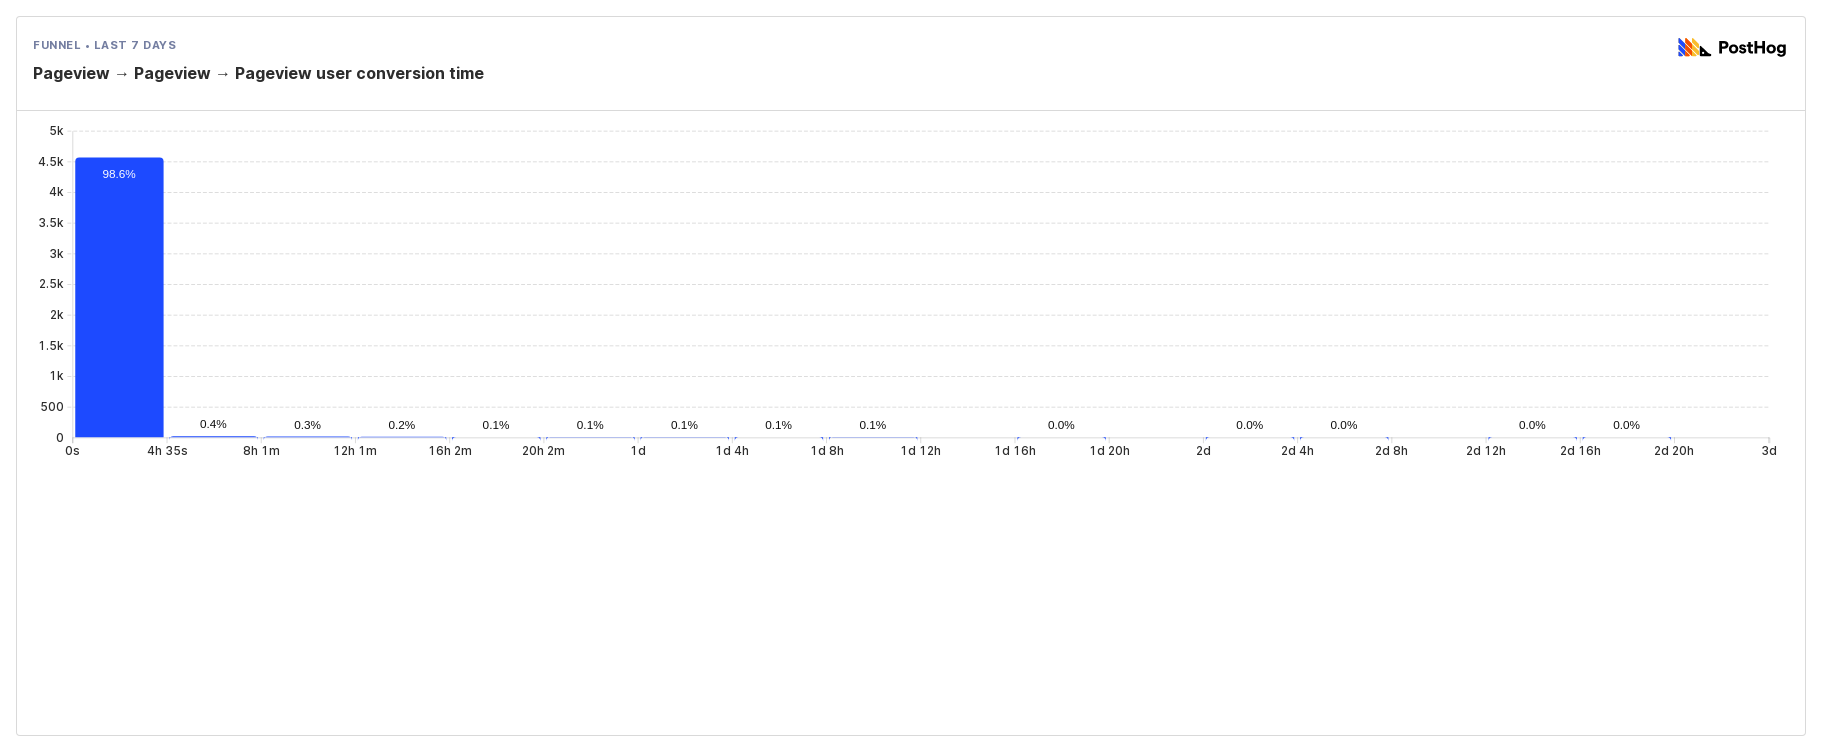 FUNNEL • LAST 7 DAYS
PostHog
Pageview → Pageview → Pageview user conversion time
5k
4.5k
98.6%
4k
3.5k
3k
2.5k
2k
1.5k
1k
500
0.4% 0.3% 0.2% 0.1% 0.1% 0.1% 0.1% 0.1% 0.0% 0.0% 0.0% 0.0% 0.0%
0
0s 4h 35s 8h 1m 12h 1m 16h 2m 20h 2m 1d 1d 4h 1d 8h 1d 12h 1d 16h 1d 20h 2d 2d 4h 2d 8h 2d 12h 2d 16h 2d 20h 3d